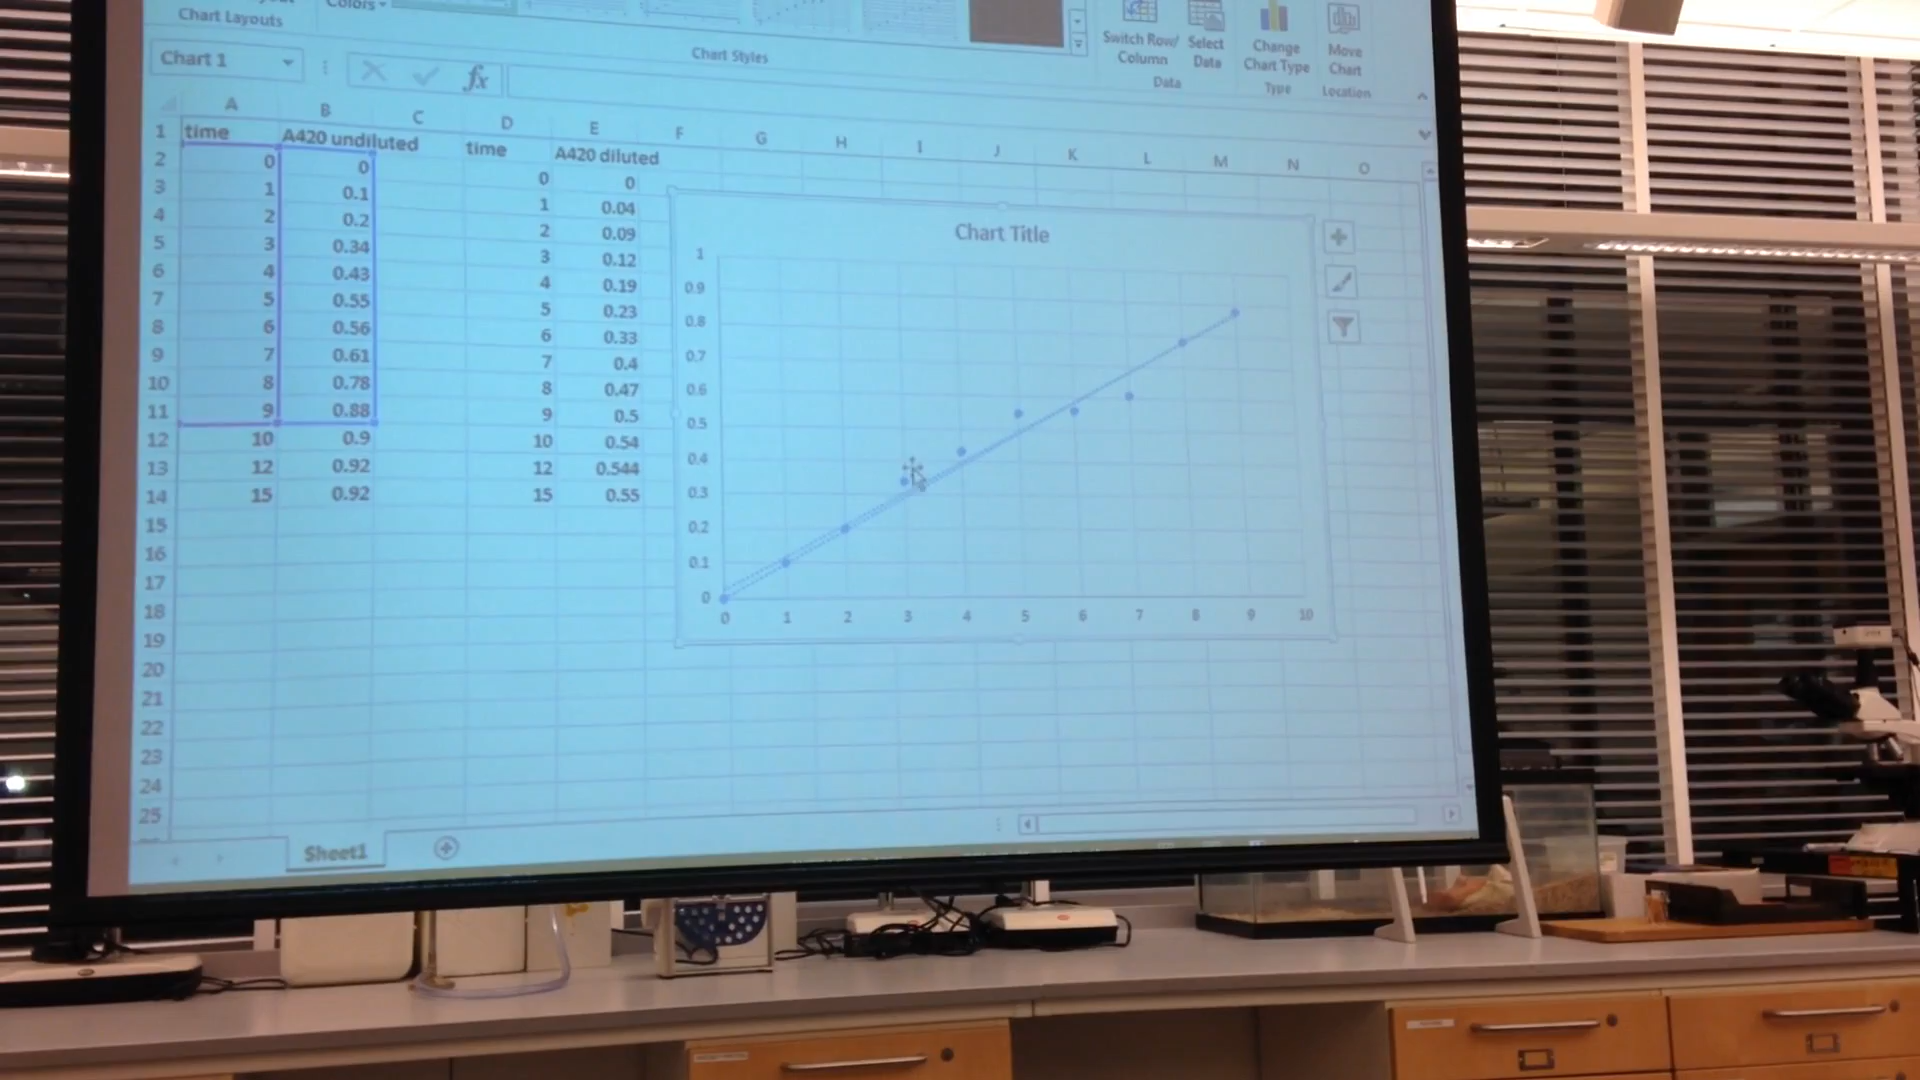 Colors
Chart Layouts
Chart Styles
Switch Row/
Column
Select
Data
Data
Change
Chart Type
Type
Move
Chart
Location
Chart 1
fx
A B C D E F G H I J K L M N O
1 time A420 undiluted time A420 diluted
2 0 0 0 0
3 1 0.1 1 0.04
4 2 0.2 2 0.09
5 3 0.34 3 0.12
6 4 0.43 4 0.19
7 5 0.55 5 0.23
8 6 0.56 6 0.33
9 7 0.61 7 0.4
10 8 0.78 8 0.47
11 9 0.88 9 0.5
12 10 0.9 10 0.54
13 12 0.92 12 0.544
14 15 0.92 15 0.55
15
16
17
18
19
20
21
22
23
24
25
Chart Title
1
0.9
0.8
0.7
0.6
0.5
0.4
0.3
0.2
0.1
0
0 1 2 3 4 5 6 7 8 9 10
Sheet1